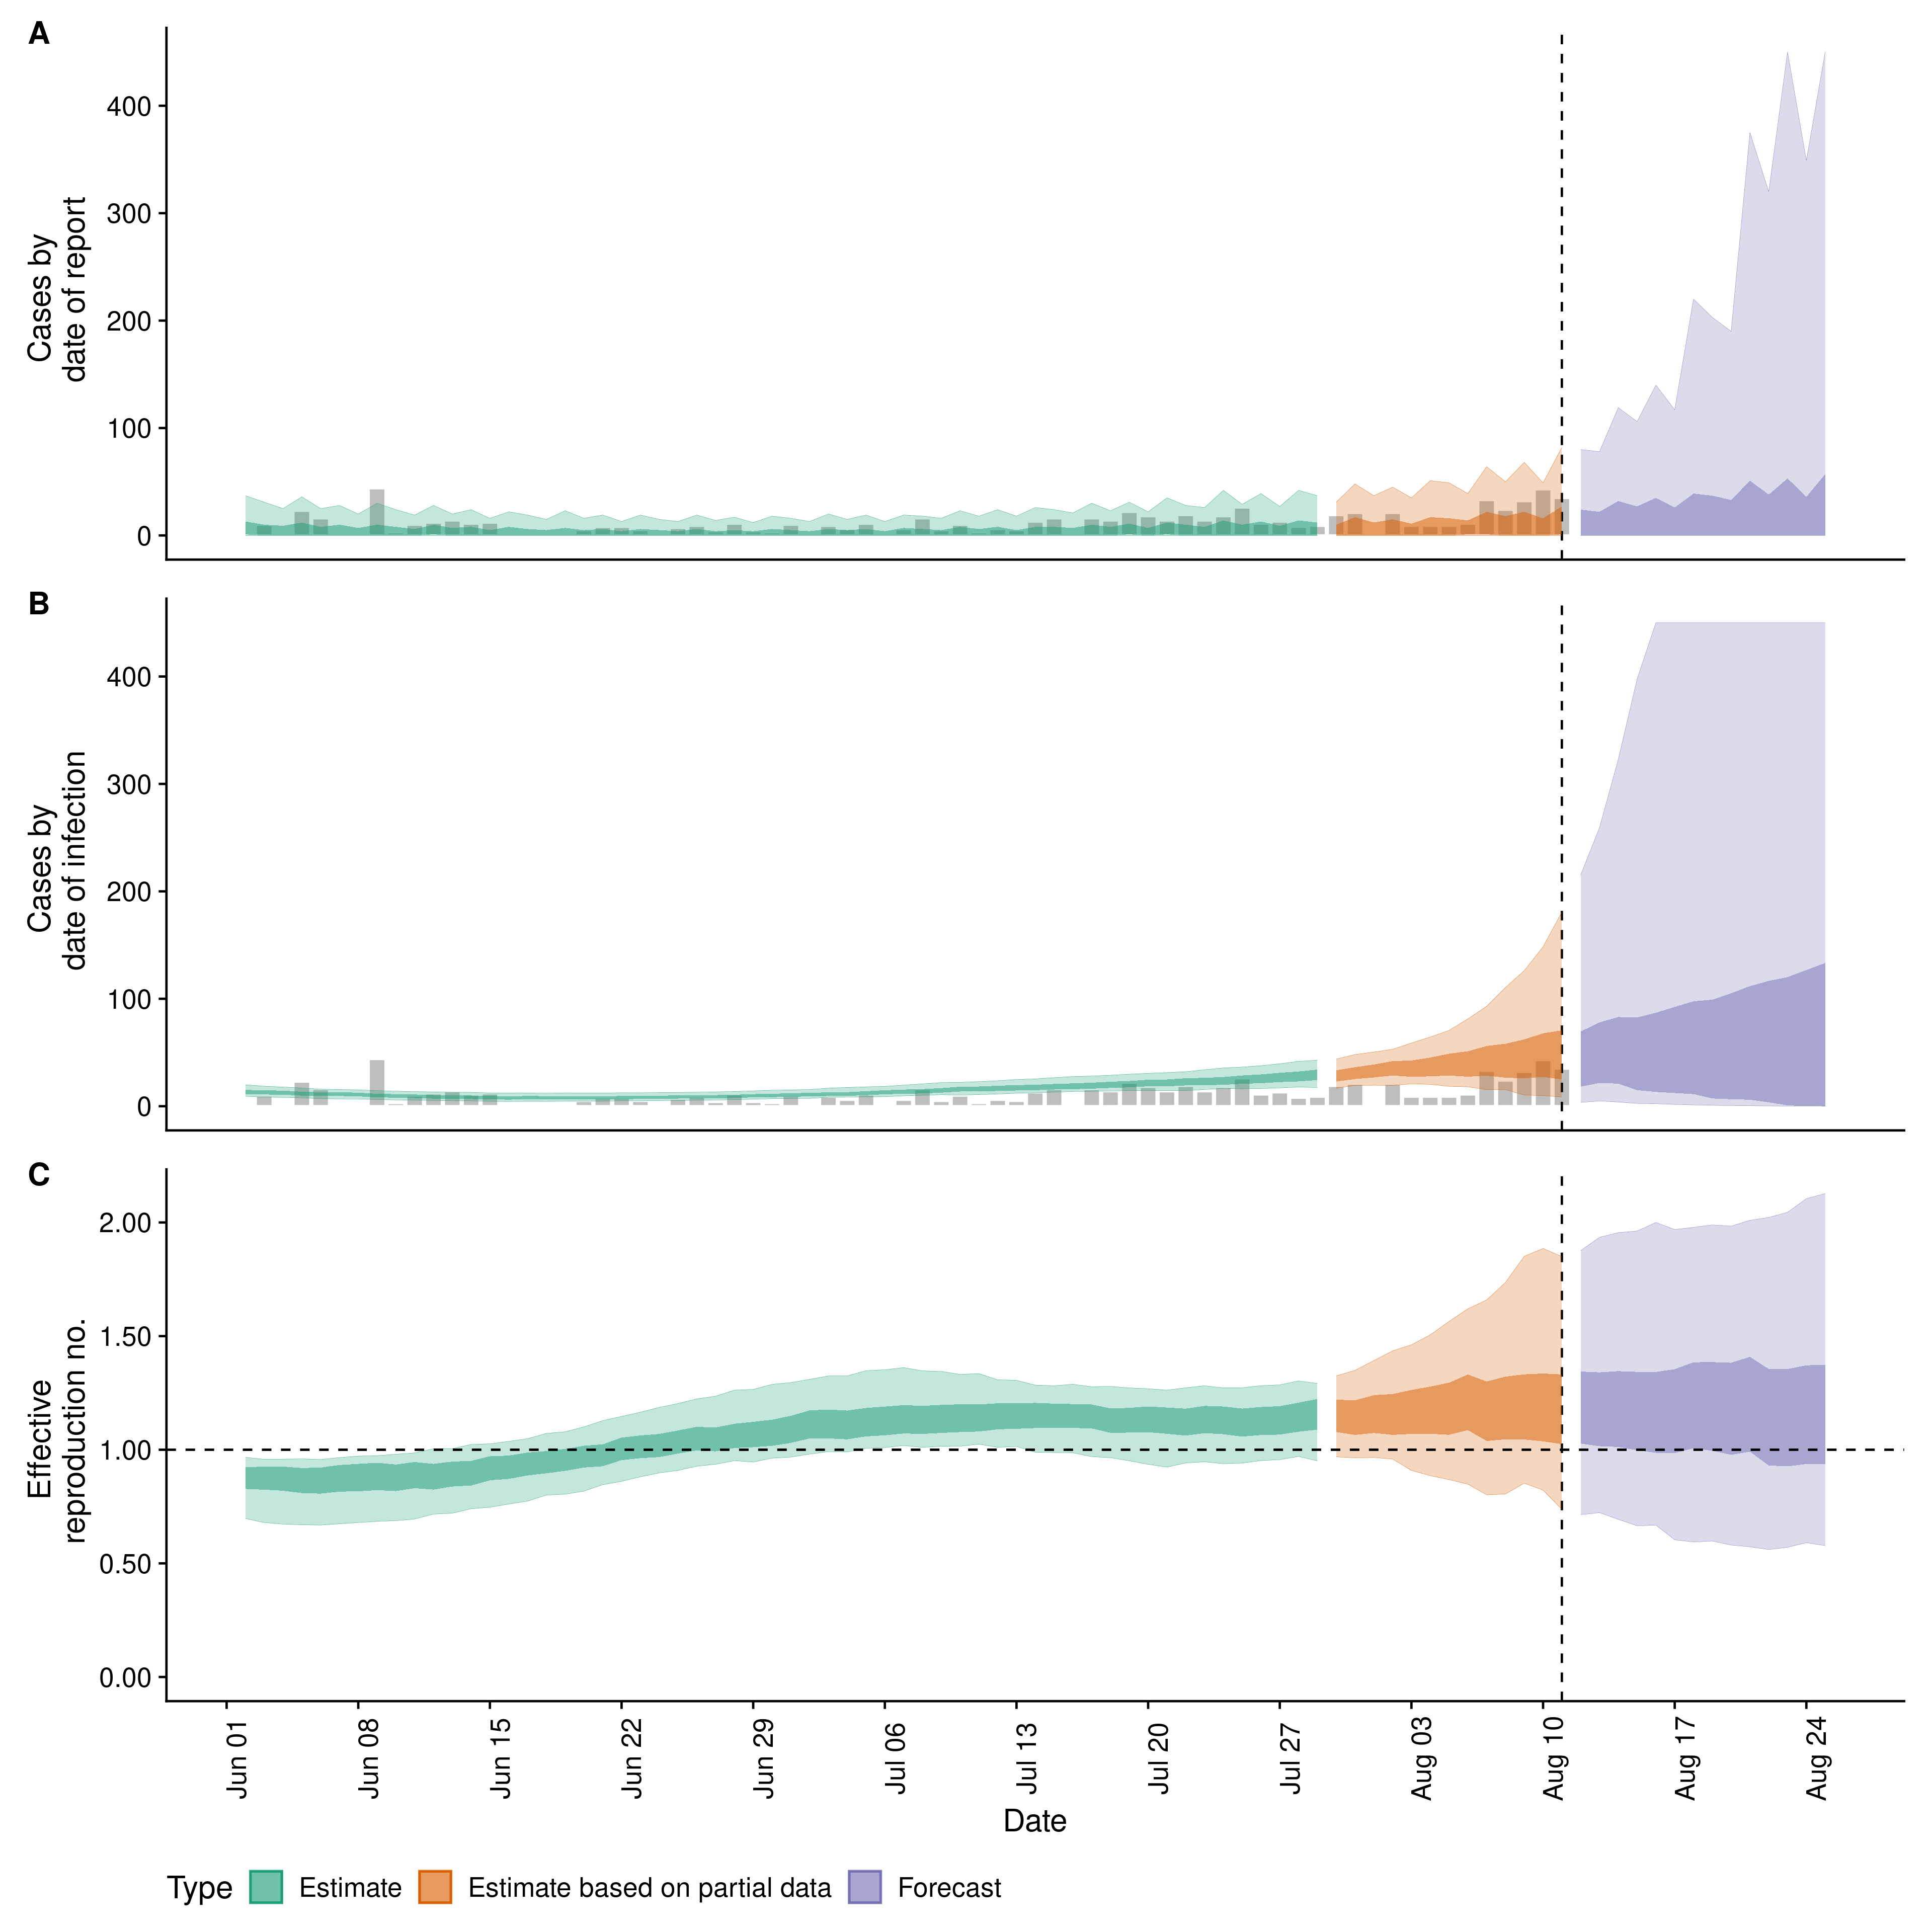 A
400
300
200
100
0
Cases by
date of report
B
400
300
200
100
0
Cases by
date of infection
C
2.00
1.50
1.00
0.50
0.00
Effective
reproduction no.
Jun 01
Jun 08
Jun 15
Jun 22
Jun 29
Jul 06
Jul 13
Jul 20
Jul 27
Aug 03
Aug 10
Aug 17
Aug 24
Date
Type Estimate Estimate based on partial data Forecast